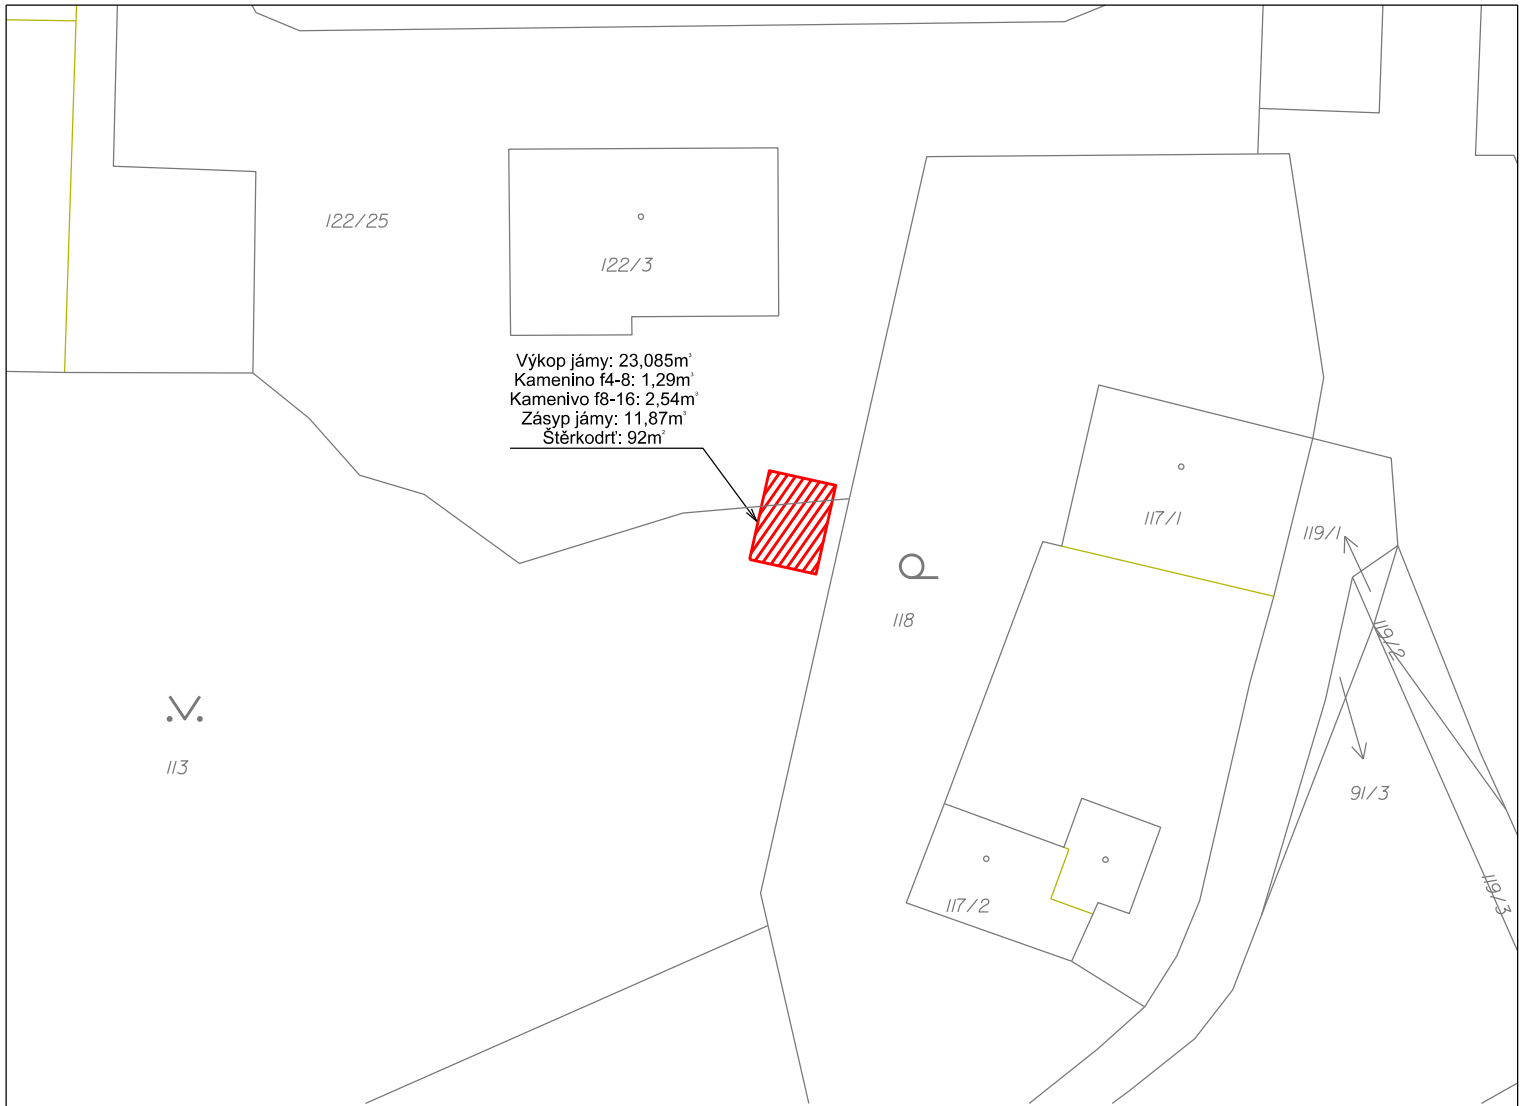 122/25
122/3
Výkop jámy: 23,085m³
Kamenino f4-8: 1,29m³
Kamenivo f8-16: 2,54m³
Zásyp jámy: 11,87m³
Štěrkodrť: 92m²
117/1
119/1
118
119/2
113
91/3
117/2
119/3